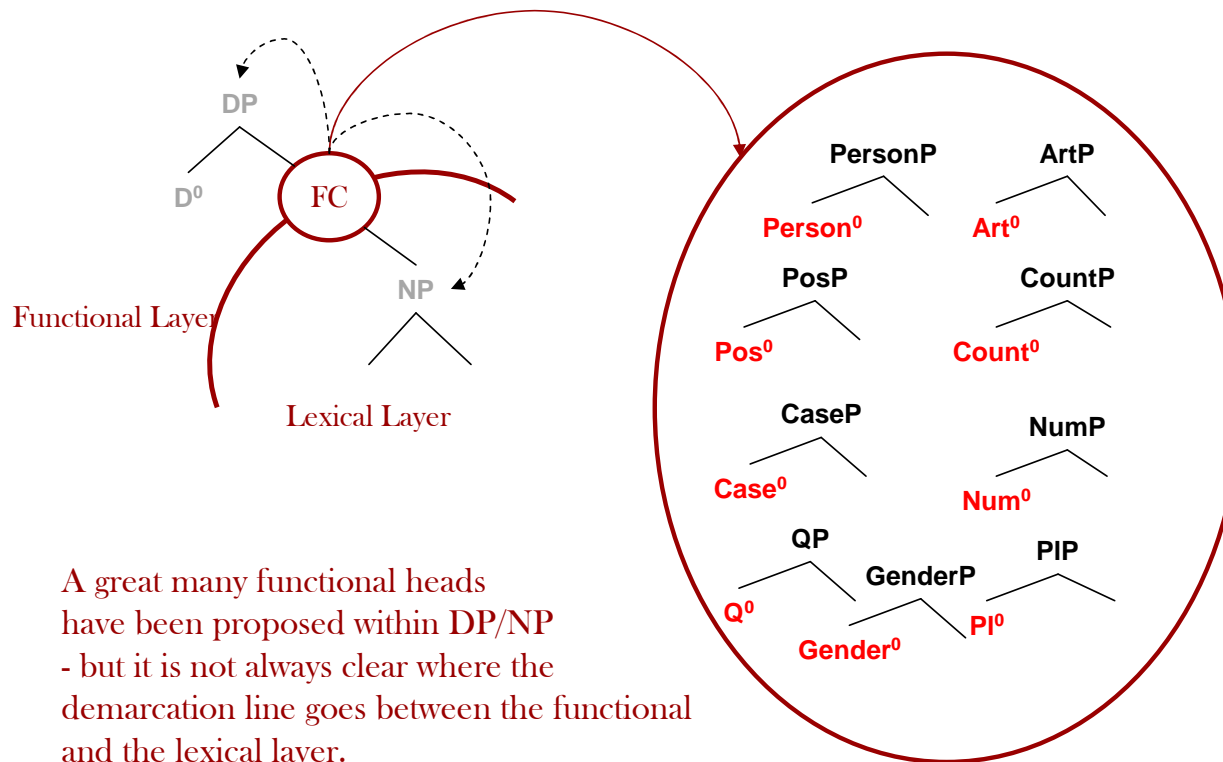 DP
D⁰
FC
NP
Functional Layer
Lexical Layer
A great many functional heads
have been proposed within DP/NP
- but it is not always clear where the
demarcation line goes between the functional
and the lexical layer.
PersonP
Person⁰
ArtP
Art⁰
PosP
Pos⁰
CountP
Count⁰
CaseP
Case⁰
NumP
Num⁰
QP
Q⁰
GenderP
Gender⁰
PlP
Pl⁰